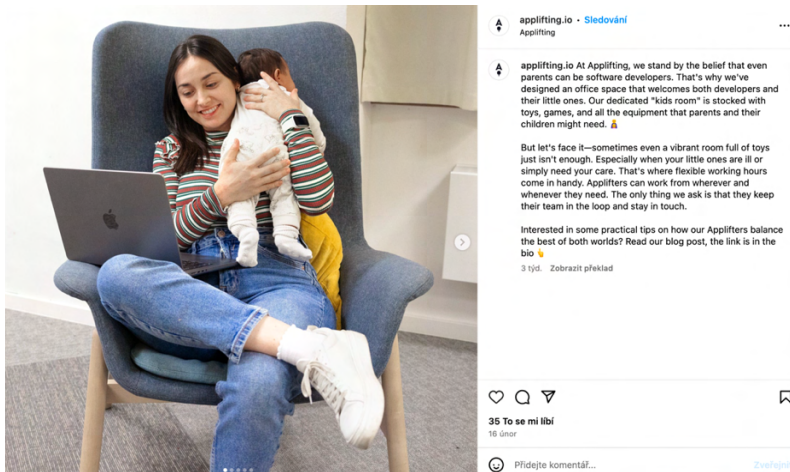 applifting.io • Sledování
Applifting
applifting.io At Applifting, we stand by the belief that even
parents can be software developers. That's why we've
designed an office space that welcomes both developers and
their little ones. Our dedicated "kids room" is stocked with
toys, games, and all the equipment that parents and their
children might need. 👩‍👧
But let's face it—sometimes even a vibrant room full of toys
just isn't enough. Especially when your little ones are ill or
simply need your care. That's where flexible working hours
come in handy. Applifters can work from wherever and
whenever they need. The only thing we ask is that they keep
their team in the loop and stay in touch.
Interested in some practical tips on how our Applifters balance
the best of both worlds? Read our blog post, the link is in the
bio 👆
3 týd. Zobrazit překlad
35 To se mi líbí
16 únor
Přidejte komentář...
Zveřejnit